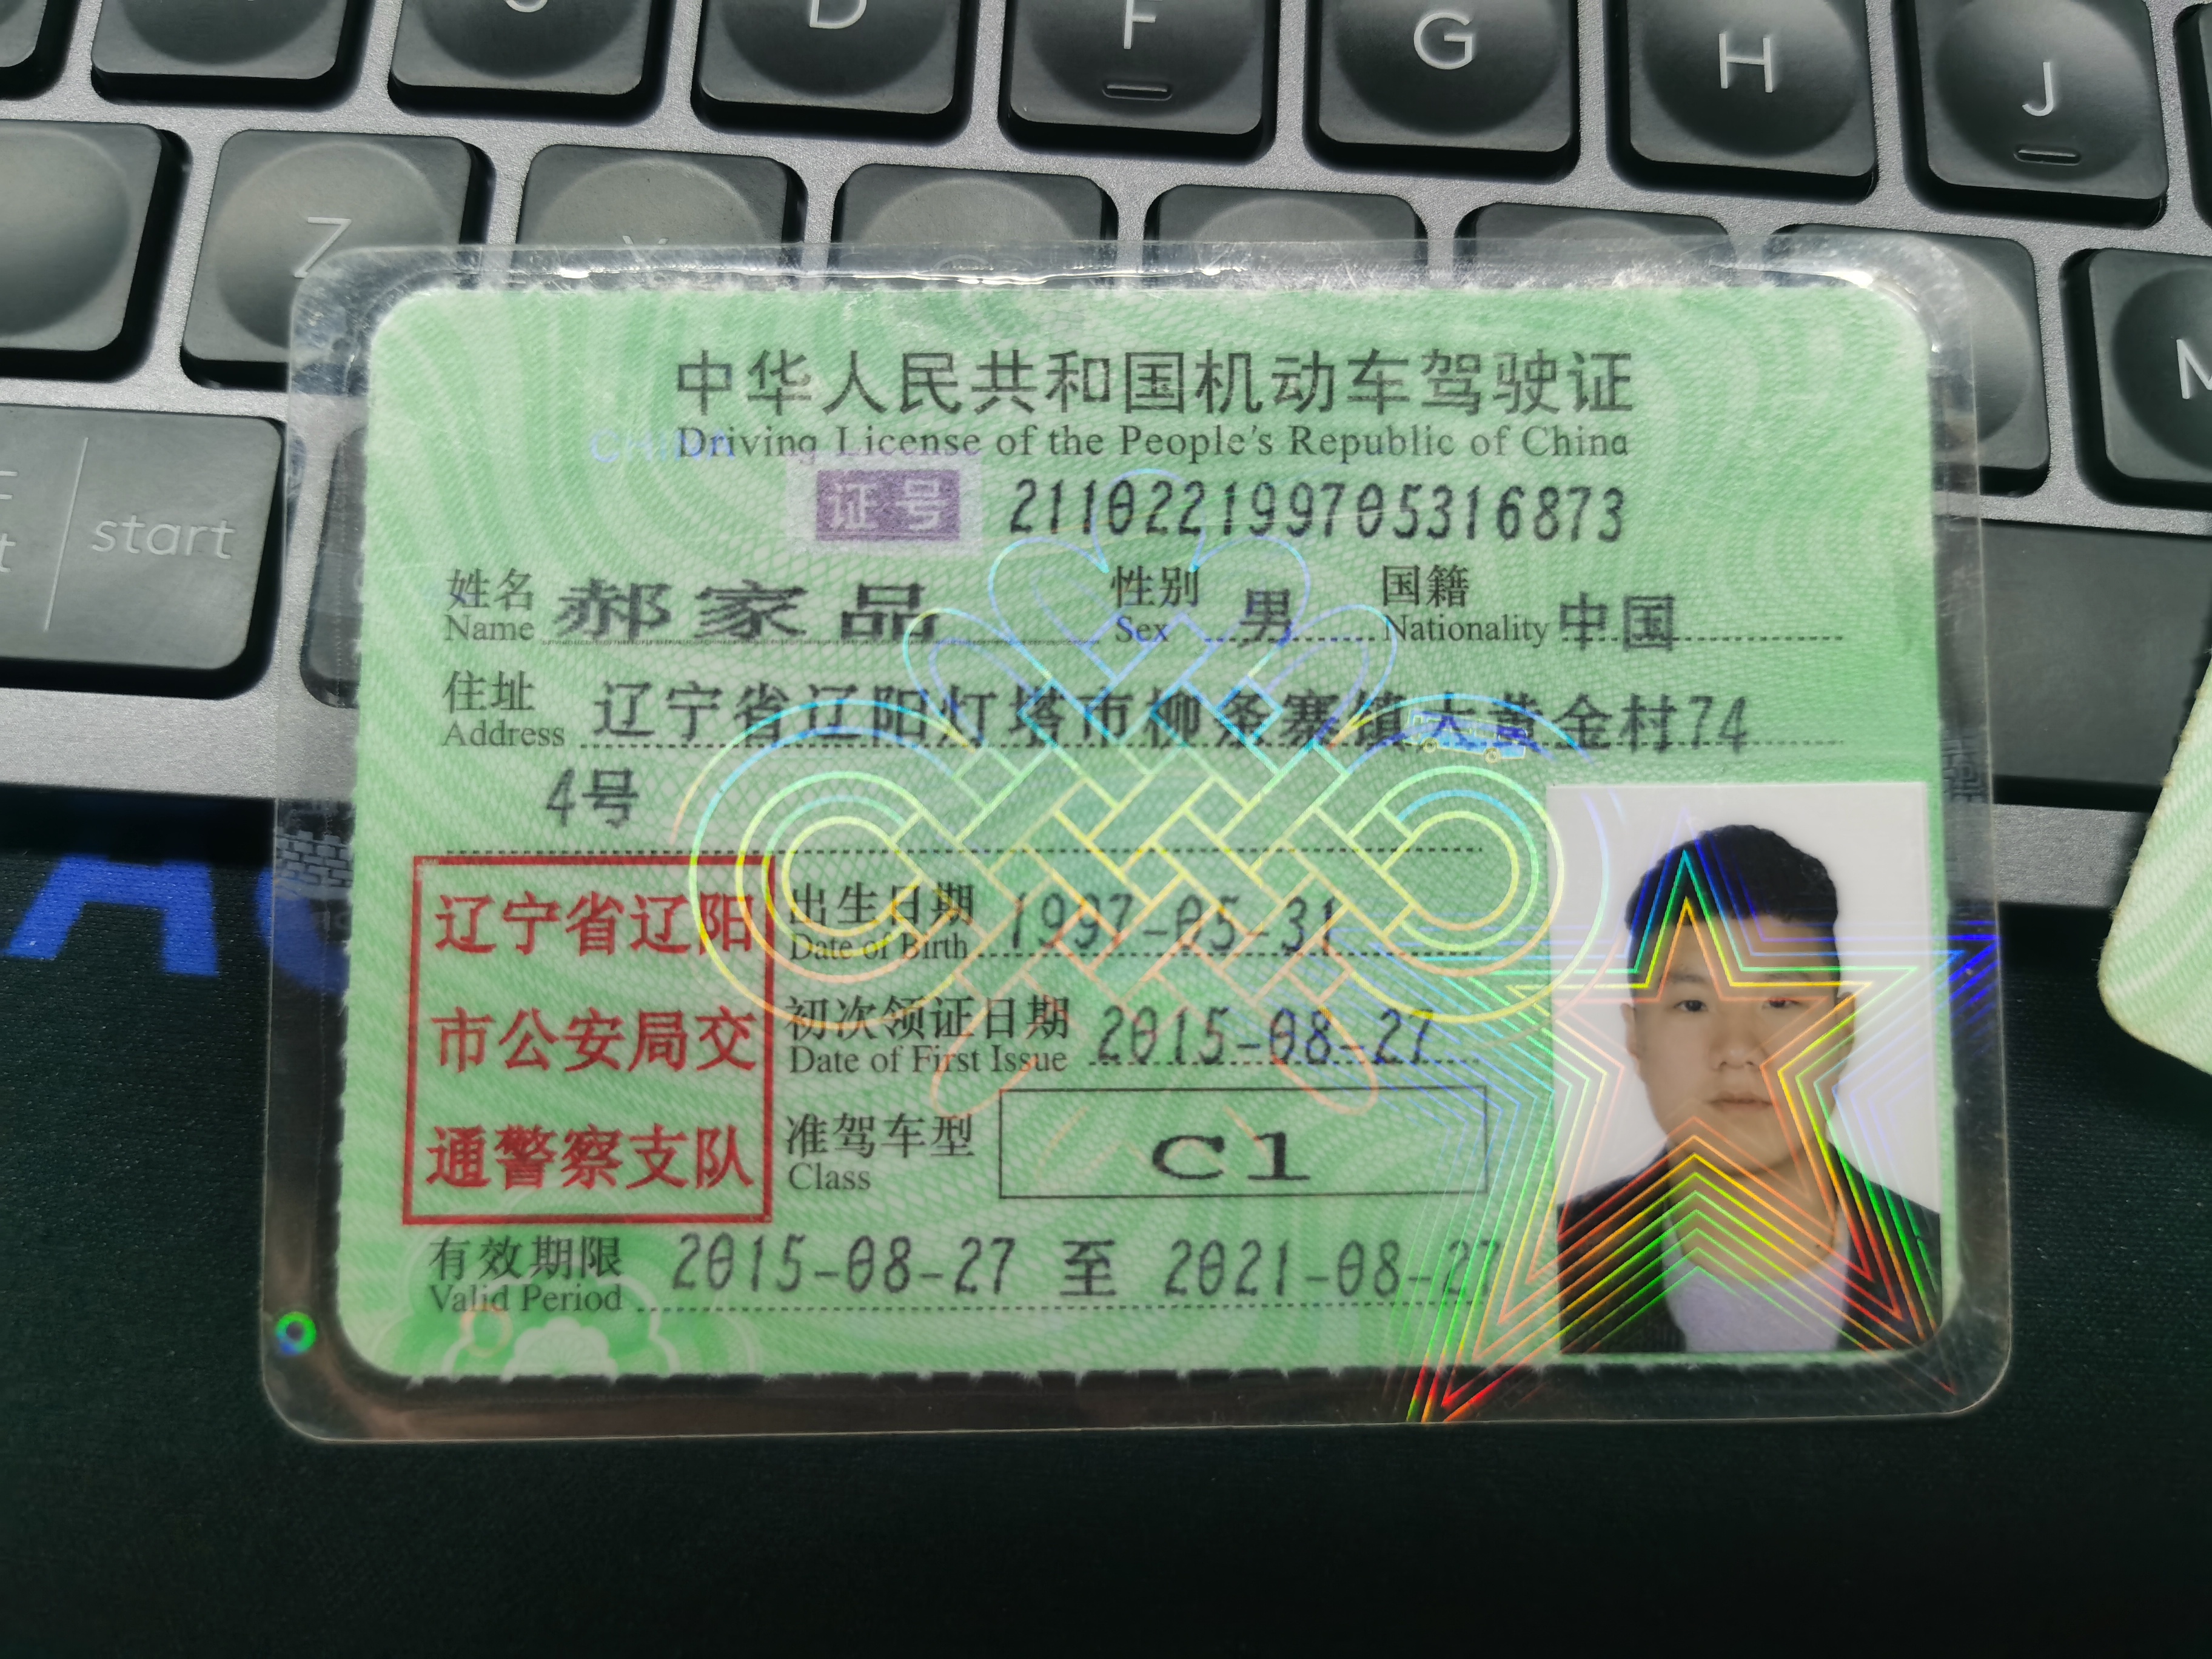 D F G H J
Z X M
start
中华人民共和国机动车驾驶证
Driving License of the People's Republic of China
证号 211022199705316873
姓名 郝家品 性别 男 国籍 中国
Name Sex Nationality
住址 辽宁省辽阳灯塔市柳条寨镇大黄金村74
Address
4号
辽宁省辽阳
市公安局交
通警察支队
出生日期 1997-05-31
Date of Birth
初次领证日期 2015-08-27
Date of First Issue
准驾车型 C1
Class
有效期限 2015-08-27 至 2021-08-27
Valid Period